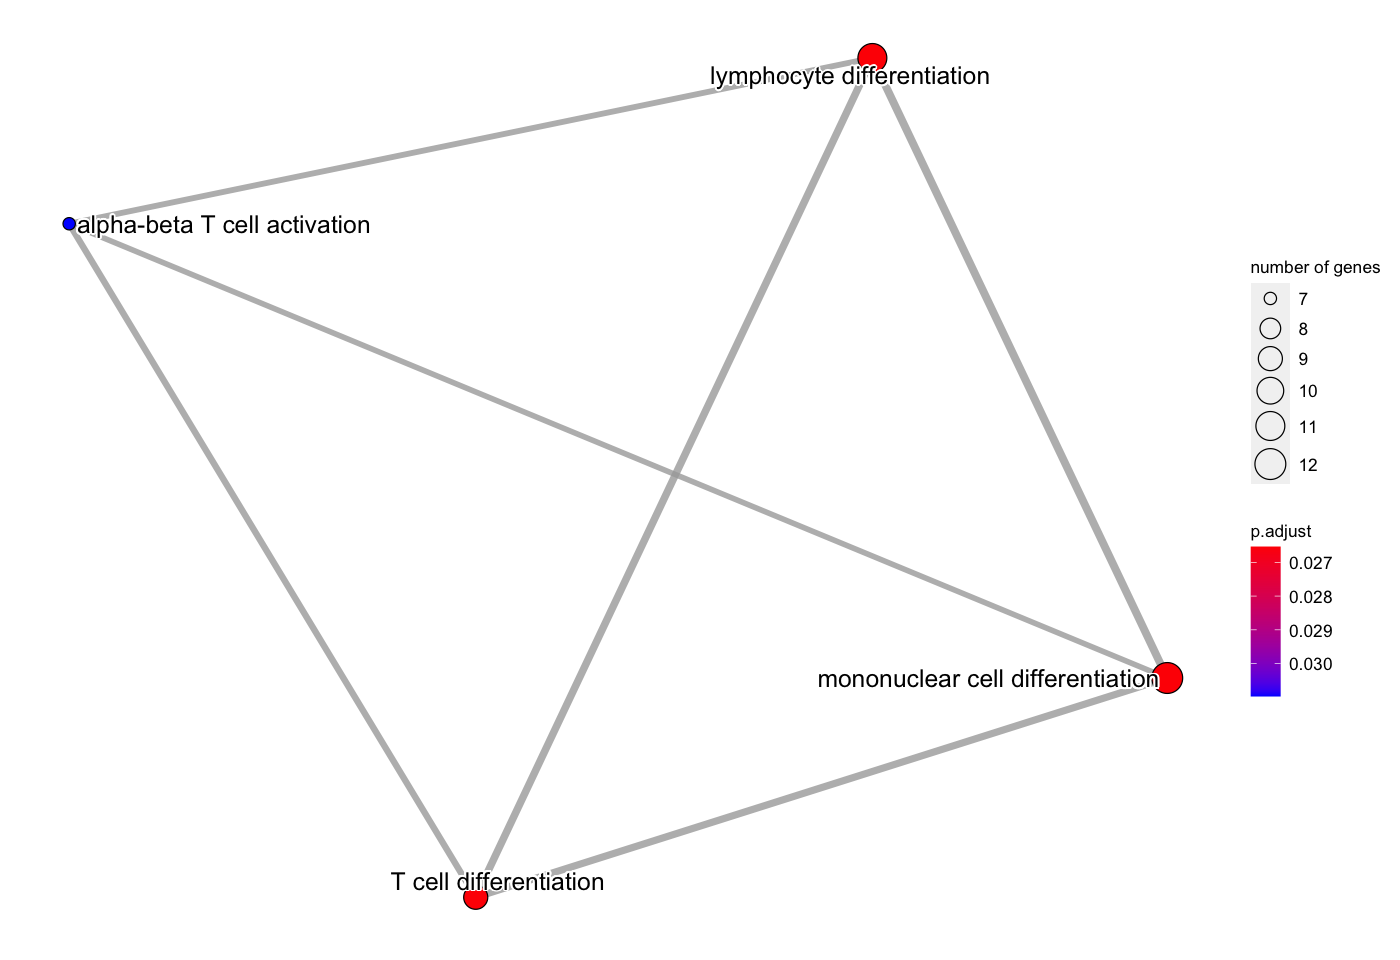 lymphocyte differentiation
alpha-beta T cell activation
mononuclear cell differentiation
T cell differentiation
number of genes
7
8
9
10
11
12
p.adjust
0.027
0.028
0.029
0.030